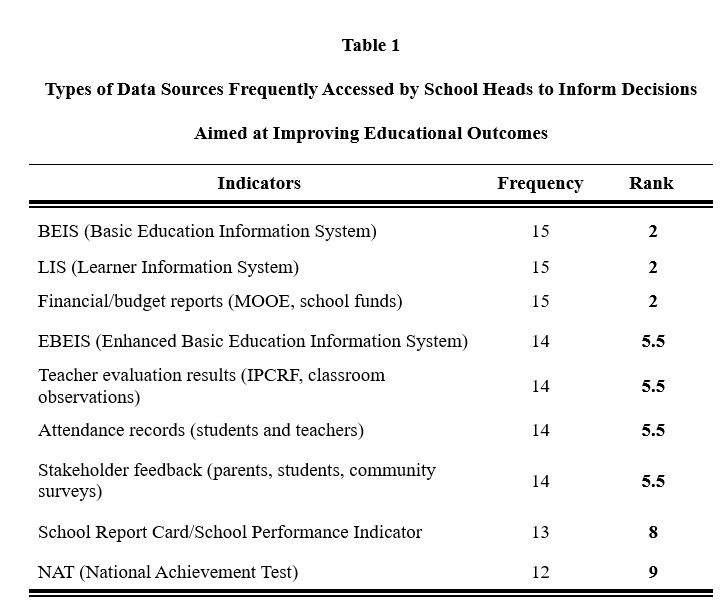 Table 1
Types of Data Sources Frequently Accessed by School Heads to Inform Decisions
Aimed at Improving Educational Outcomes
Indicators Frequency Rank
BEIS (Basic Education Information System) 15 2
LIS (Learner Information System) 15 2
Financial/budget reports (MOOE, school funds) 15 2
EBEIS (Enhanced Basic Education Information System) 14 5.5
Teacher evaluation results (IPCRF, classroom
observations) 14 5.5
Attendance records (students and teachers) 14 5.5
Stakeholder feedback (parents, students, community
surveys) 14 5.5
School Report Card/School Performance Indicator 13 8
NAT (National Achievement Test) 12 9